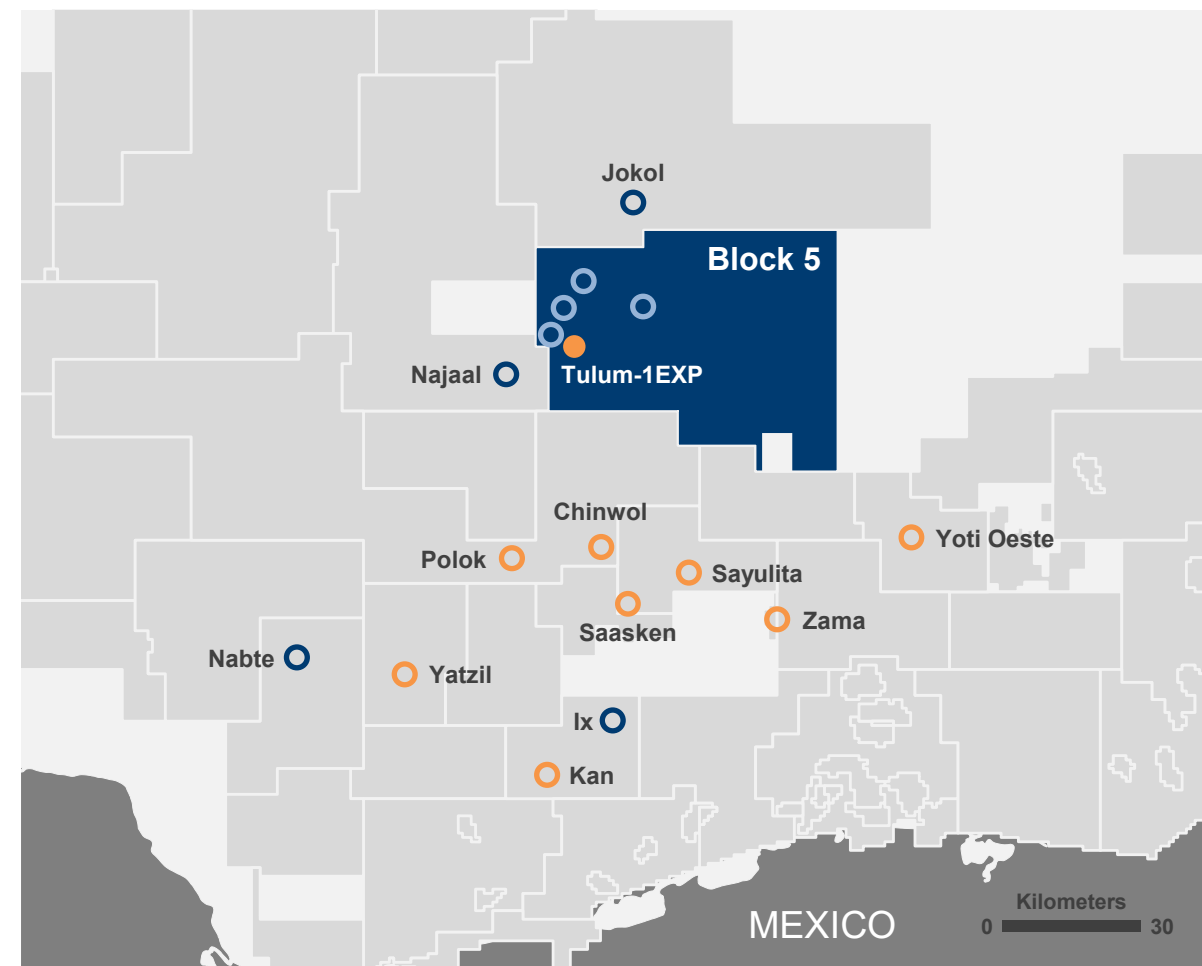 Jokol
Block 5
Najaal
Tulum-1EXP
Chinwol
Polok
Yoti Oeste
Sayulita
Saasken
Zama
Nabte
Yatzil
Ix
Kan
Kilometers
MEXICO
0 30